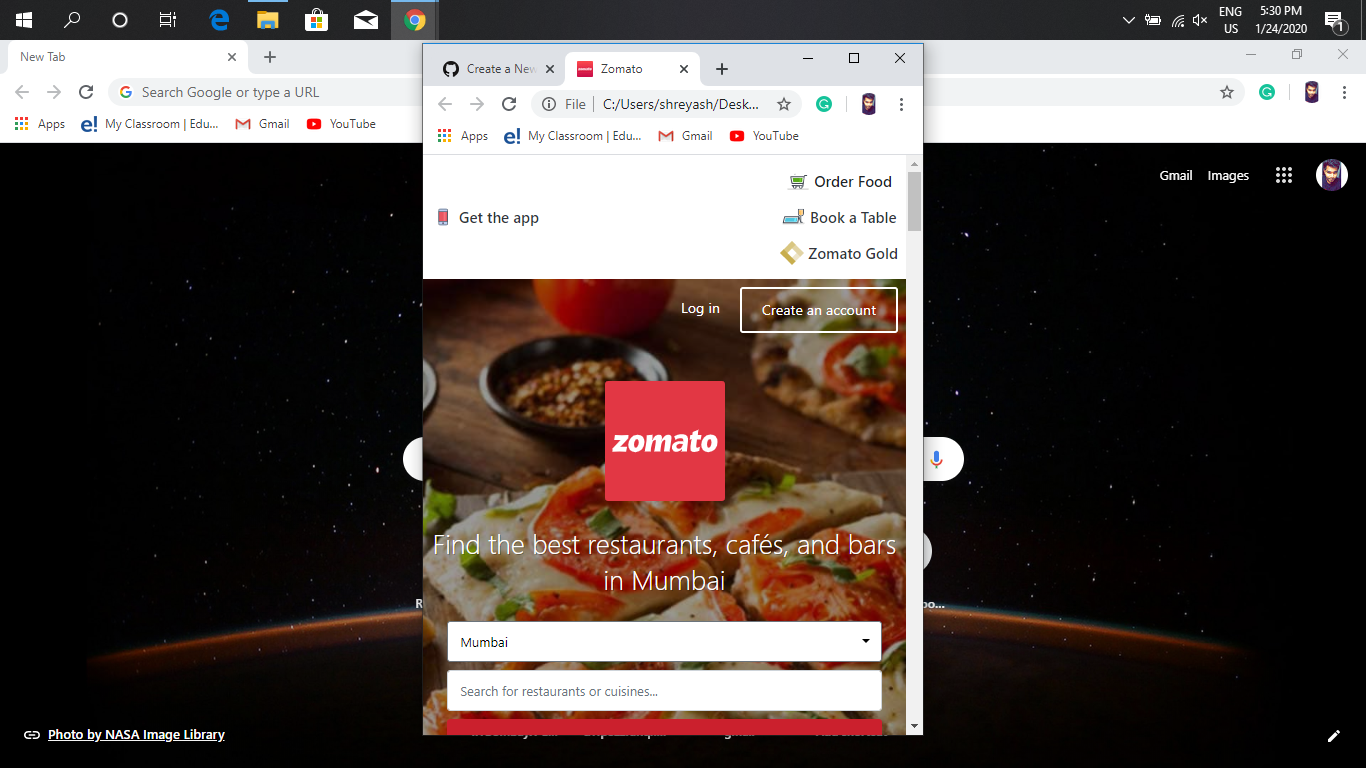 ENG
US
5:30 PM
1/24/2020
1
New Tab
Search Google or type a URL
Apps
e! My Classroom | Edu...
Gmail
YouTube
Gmail
Images
Create a New
Zomato
File
C:/Users/shreyash/Desk...
Apps
e! My Classroom | Edu...
Gmail
YouTube
Order Food
Get the app
Book a Table
Zomato Gold
Log in
Create an account
zomato
Find the best restaurants, cafés, and bars
in Mumbai
Mumbai
Search for restaurants or cuisines...
Photo by NASA Image Library